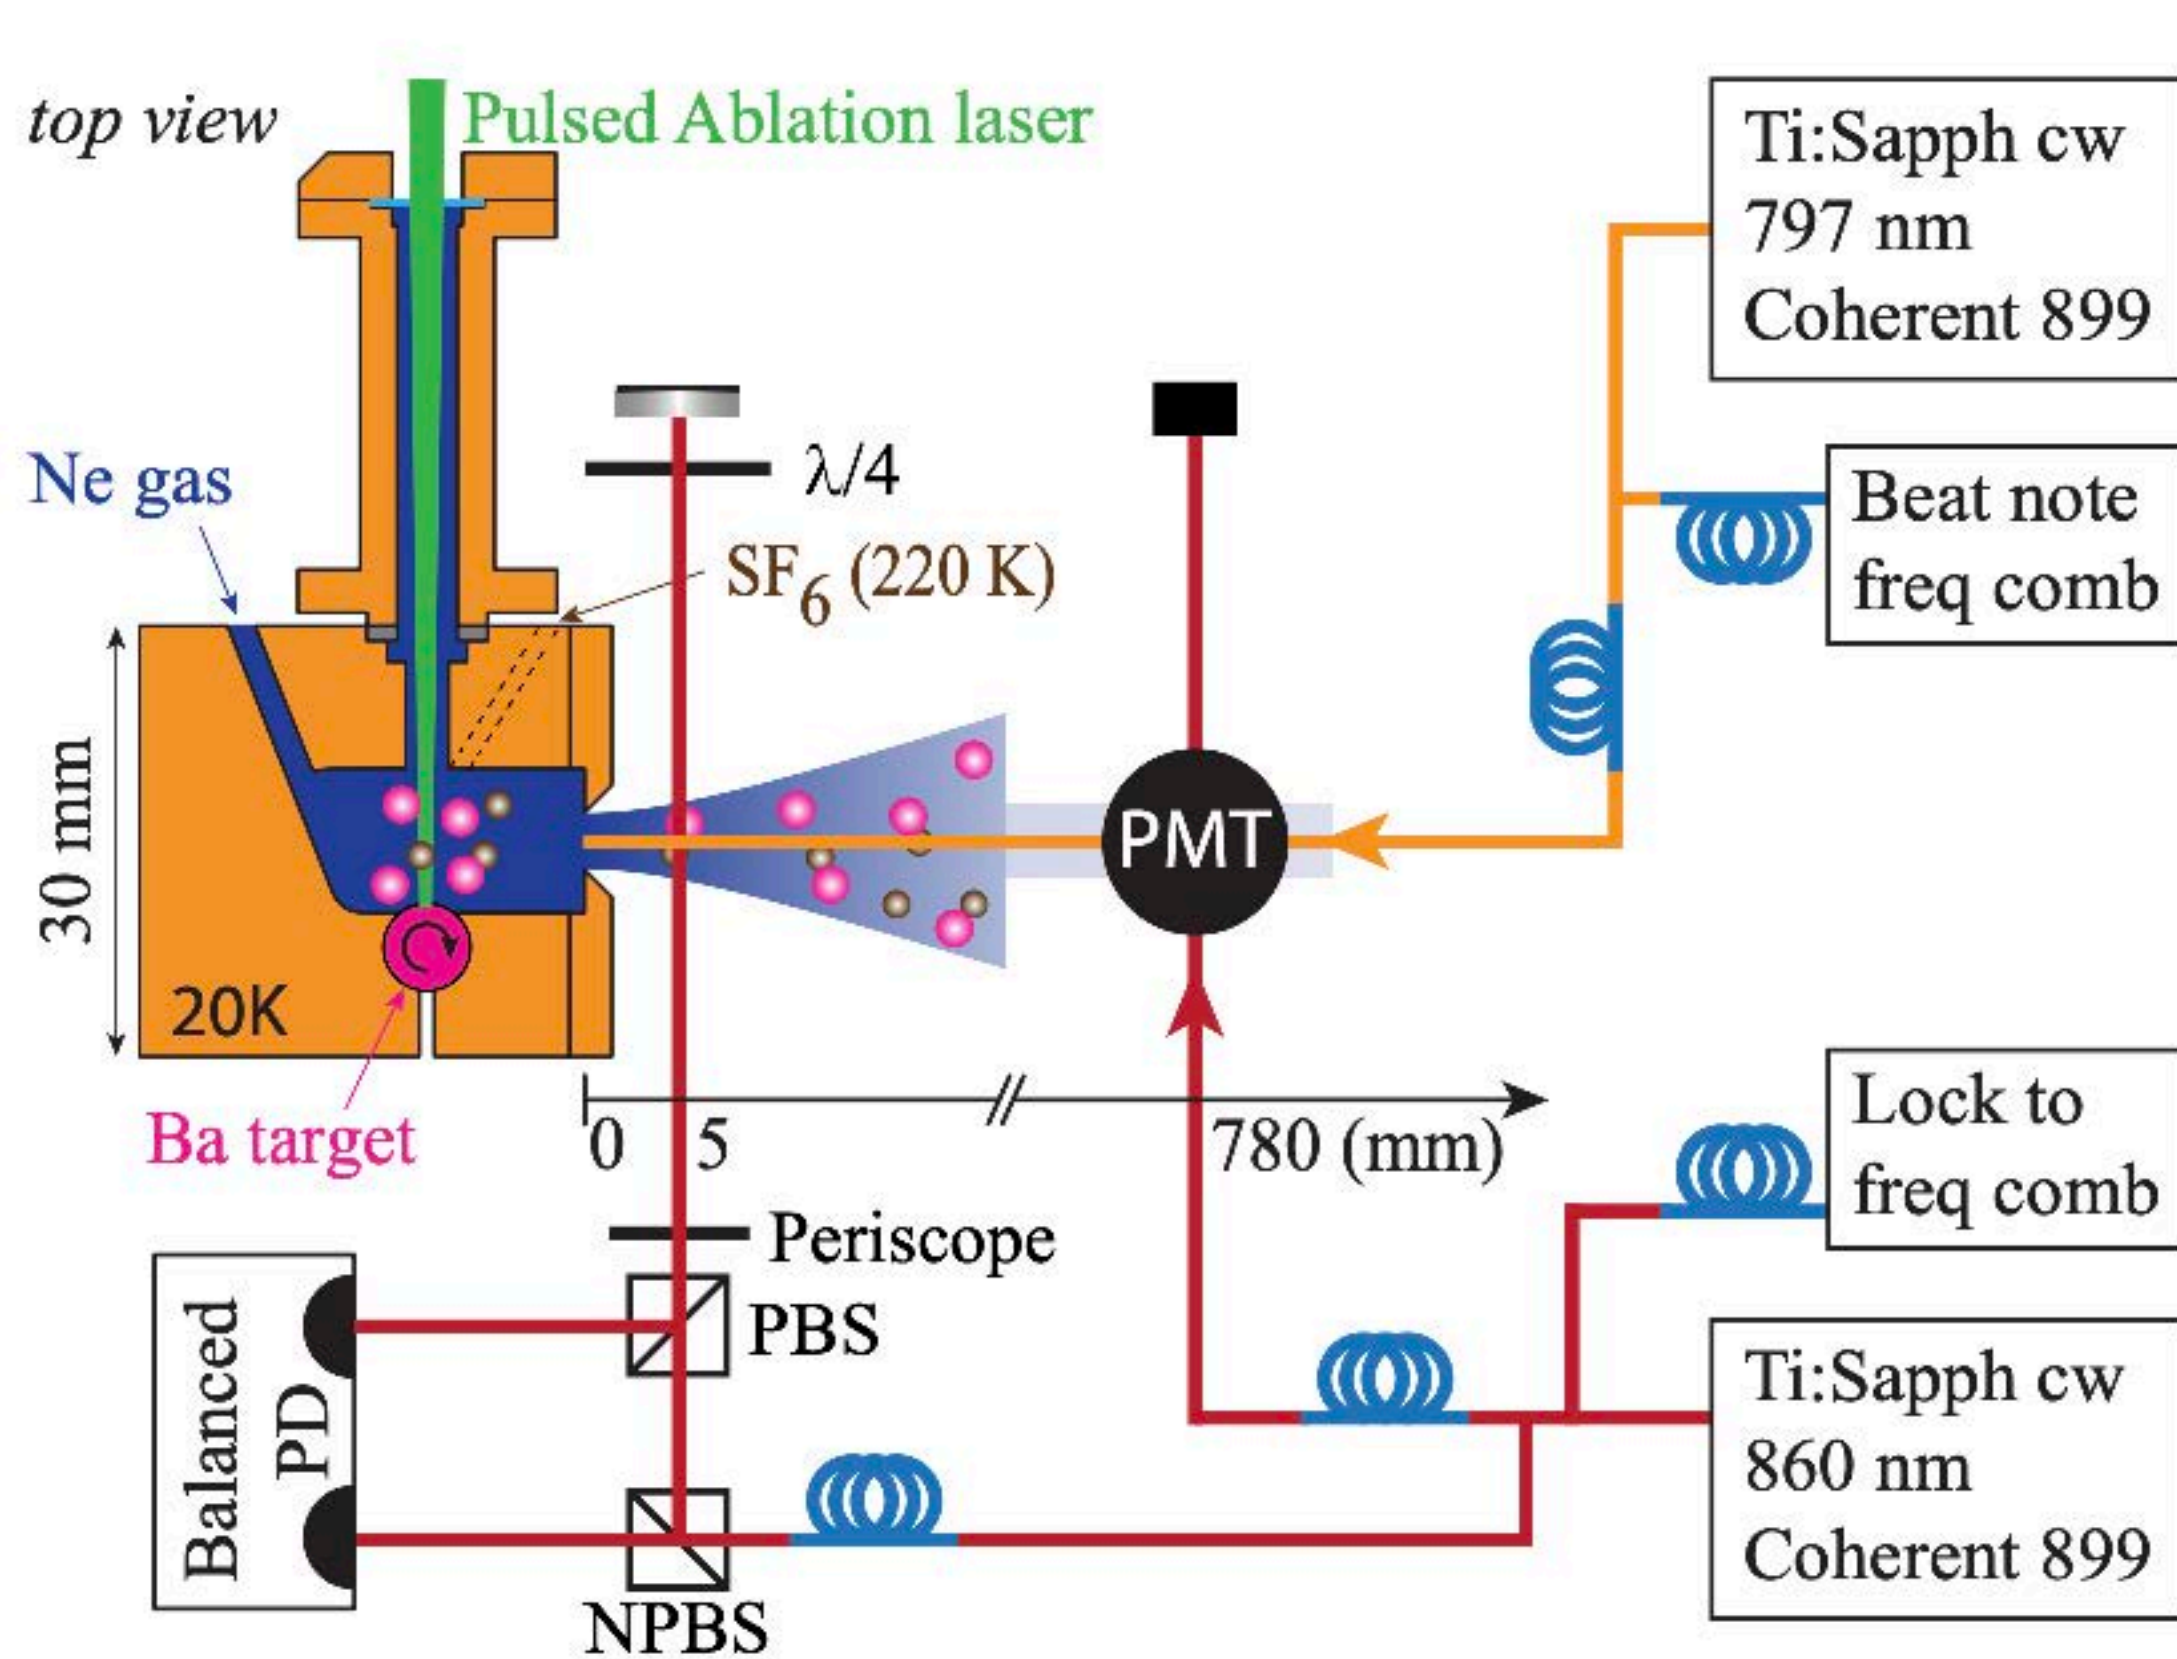 top view
Pulsed Ablation laser
Ti:Sapph cw
797 nm
Coherent 899
Ne gas
λ/4
SF6 (220 K)
Beat note
freq comb
30 mm
PMT
20K
Ba target
0
5
780 (mm)
Lock to
freq comb
Periscope
PBS
Balanced
PD
NPBS
Ti:Sapph cw
860 nm
Coherent 899